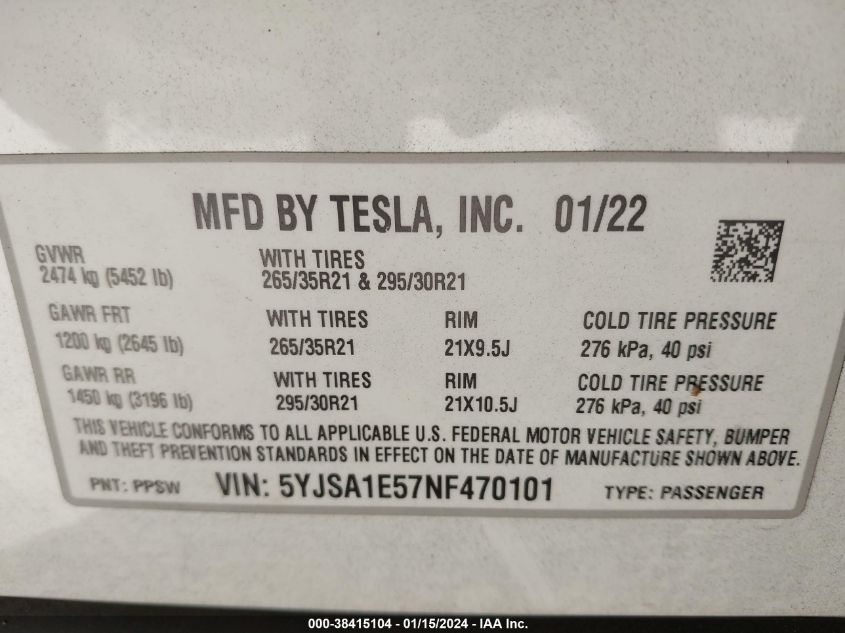 MFD BY TESLA, INC. 01/22
GVWR
2474 kg (5452 lb)
WITH TIRES
265/35R21 & 295/30R21
GAWR FRT
1200 kg (2645 lb)
WITH TIRES
265/35R21
RIM
21X9.5J
COLD TIRE PRESSURE
276 kPa, 40 psi
GAWR RR
1450 kg (3196 lb)
WITH TIRES
295/30R21
RIM
21X10.5J
COLD TIRE PRESSURE
276 kPa, 40 psi
THIS VEHICLE CONFORMS TO ALL APPLICABLE U.S. FEDERAL MOTOR VEHICLE SAFETY, BUMPER
AND THEFT PREVENTION STANDARDS IN EFFECT ON THE DATE OF MANUFACTURE SHOWN ABOVE.
PNT: PPSW VIN: 5YJSA1E57NF470101 TYPE: PASSENGER
000-38415104 - 01/15/2024 - IAA Inc.